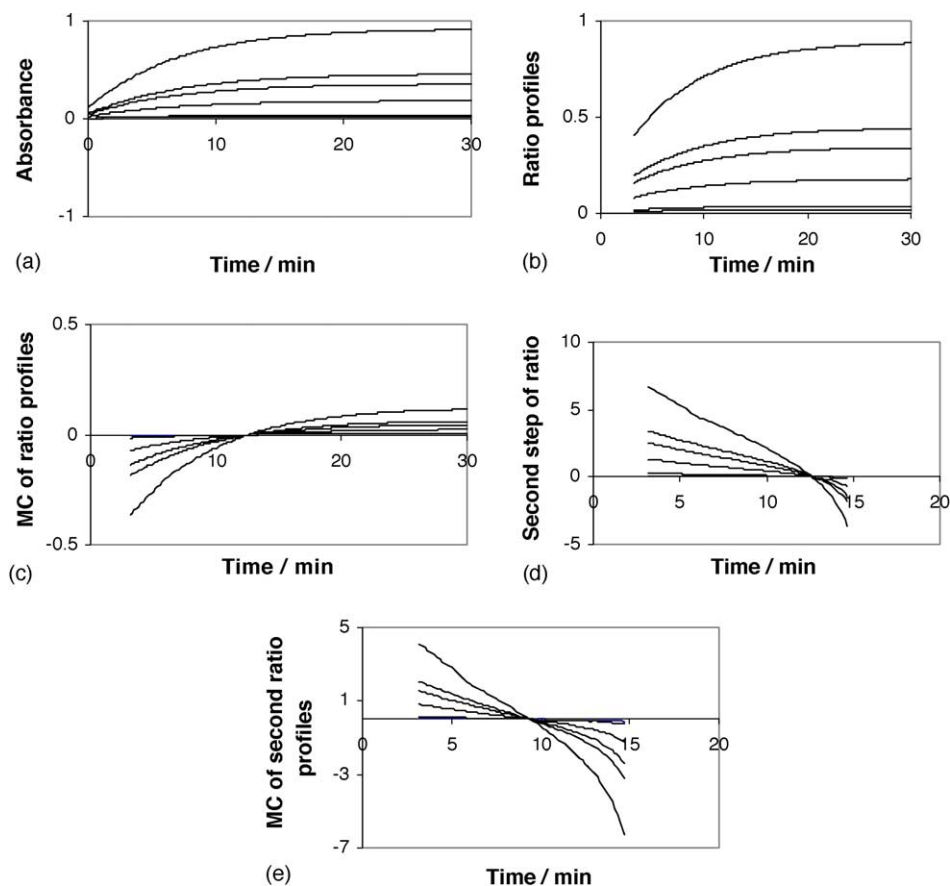 1
0
-1
Absorbance
0
10
20
30
(a)
Time / min
1
0.5
0
Ratio profiles
0
10
20
30
(b)
Time / min
0.5
0
-0.5
MC of ratio profiles
0
10
20
30
(c)
Time / min
10
5
0
-5
Second step of ratio
0
5
10
15
20
(d)
Time / min
5
1
-3
-7
MC of second ratio
profiles
0
5
10
15
20
(e)
Time / min